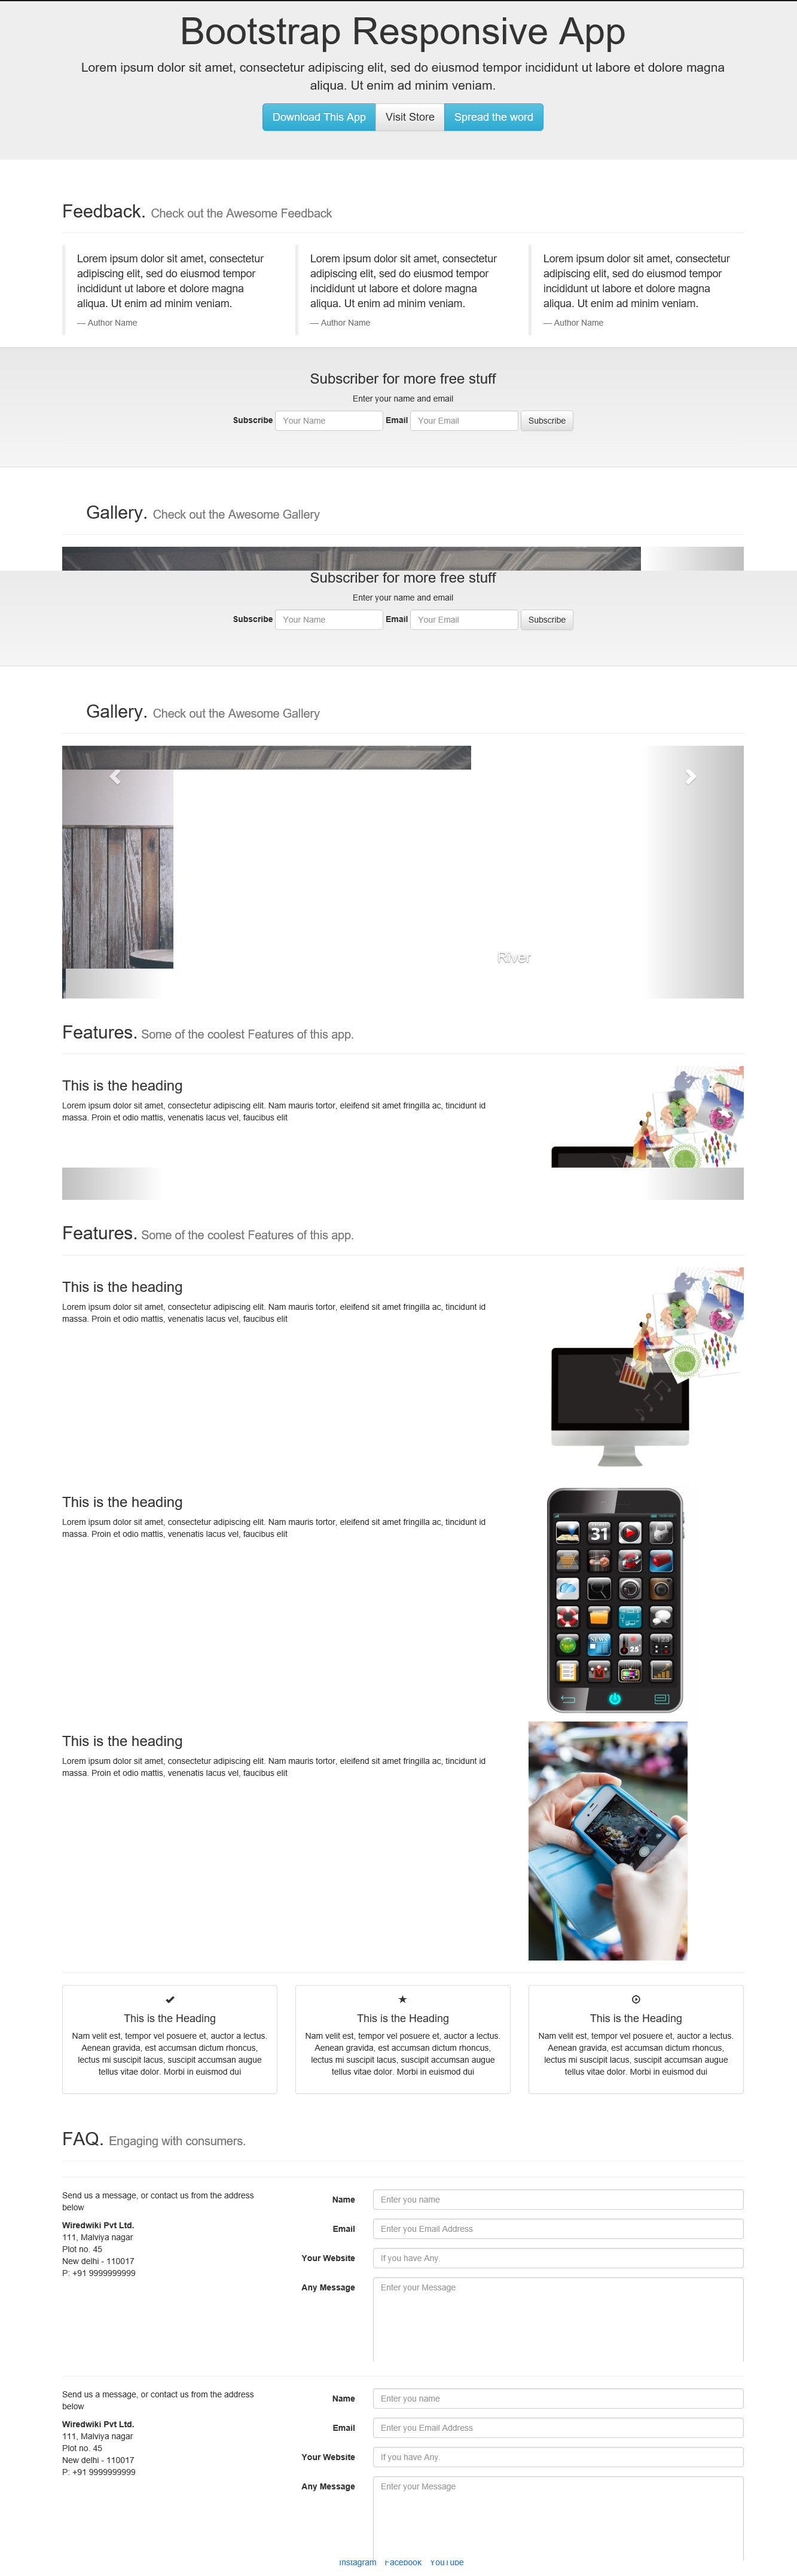 Bootstrap Responsive App
Lorem ipsum dolor sit amet, consectetur adipiscing elit, sed do eiusmod tempor incididunt ut labore et dolore magna
aliqua. Ut enim ad minim veniam.
Download This App
Visit Store
Spread the word
Feedback. Check out the Awesome Feedback
Lorem ipsum dolor sit amet, consectetur
adipiscing elit, sed do eiusmod tempor
incididunt ut labore et dolore magna
aliqua. Ut enim ad minim veniam.
— Author Name
Lorem ipsum dolor sit amet, consectetur
adipiscing elit, sed do eiusmod tempor
incididunt ut labore et dolore magna
aliqua. Ut enim ad minim veniam.
— Author Name
Lorem ipsum dolor sit amet, consectetur
adipiscing elit, sed do eiusmod tempor
incididunt ut labore et dolore magna
aliqua. Ut enim ad minim veniam.
— Author Name
Subscriber for more free stuff
Enter your name and email
Subscribe Your Name Email Your Email Subscribe
Gallery. Check out the Awesome Gallery
Subscriber for more free stuff
Enter your name and email
Subscribe Your Name Email Your Email Subscribe
Gallery. Check out the Awesome Gallery
River
Features. Some of the coolest Features of this app.
This is the heading
Lorem ipsum dolor sit amet, consectetur adipiscing elit. Nam mauris tortor, eleifend sit amet fringilla ac, tincidunt id
massa. Proin et odio mattis, venenatis lacus vel, faucibus elit
Features. Some of the coolest Features of this app.
This is the heading
Lorem ipsum dolor sit amet, consectetur adipiscing elit. Nam mauris tortor, eleifend sit amet fringilla ac, tincidunt id
massa. Proin et odio mattis, venenatis lacus vel, faucibus elit
This is the heading
Lorem ipsum dolor sit amet, consectetur adipiscing elit. Nam mauris tortor, eleifend sit amet fringilla ac, tincidunt id
massa. Proin et odio mattis, venenatis lacus vel, faucibus elit
31
NEWS
25
This is the heading
Lorem ipsum dolor sit amet, consectetur adipiscing elit. Nam mauris tortor, eleifend sit amet fringilla ac, tincidunt id
massa. Proin et odio mattis, venenatis lacus vel, faucibus elit
This is the Heading
Nam velit est, tempor vel posuere et, auctor a lectus.
Aenean gravida, est accumsan dictum rhoncus,
lectus mi suscipit lacus, suscipit accumsan augue
tellus vitae dolor. Morbi in euismod dui
This is the Heading
Nam velit est, tempor vel posuere et, auctor a lectus.
Aenean gravida, est accumsan dictum rhoncus,
lectus mi suscipit lacus, suscipit accumsan augue
tellus vitae dolor. Morbi in euismod dui
This is the Heading
Nam velit est, tempor vel posuere et, auctor a lectus.
Aenean gravida, est accumsan dictum rhoncus,
lectus mi suscipit lacus, suscipit accumsan augue
tellus vitae dolor. Morbi in euismod dui
FAQ. Engaging with consumers.
Send us a message, or contact us from the address
below
Wiredwiki Pvt Ltd.
111, Malviya nagar
Plot no. 45
New delhi - 110017
P: +91 9999999999
Name Enter you name
Email Enter you Email Address
Your Website If you have Any.
Any Message Enter your Message
Send us a message, or contact us from the address
below
Wiredwiki Pvt Ltd.
111, Malviya nagar
Plot no. 45
New delhi - 110017
P: +91 9999999999
Name Enter you name
Email Enter you Email Address
Your Website If you have Any.
Any Message Enter your Message
Instagram Facebook YouTube